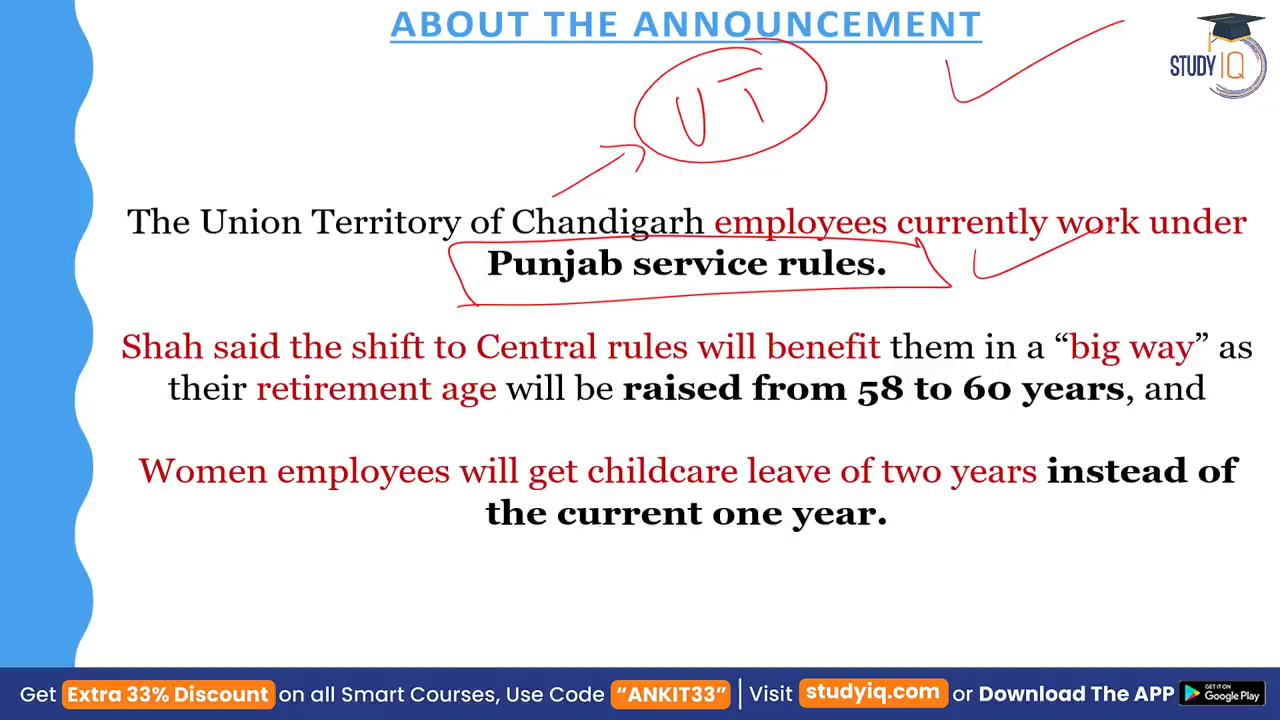 ABOUT THE ANNOUNCEMENT
STUDY IQ
UT
The Union Territory of Chandigarh employees currently work under
Punjab service rules.
Shah said the shift to Central rules will benefit them in a “big way” as
their retirement age will be raised from 58 to 60 years, and
Women employees will get childcare leave of two years instead of
the current one year.
Get Extra 33% Discount on all Smart Courses, Use Code “ANKIT33” Visit studyiq.com or Download The APP GET IT ON Google Play